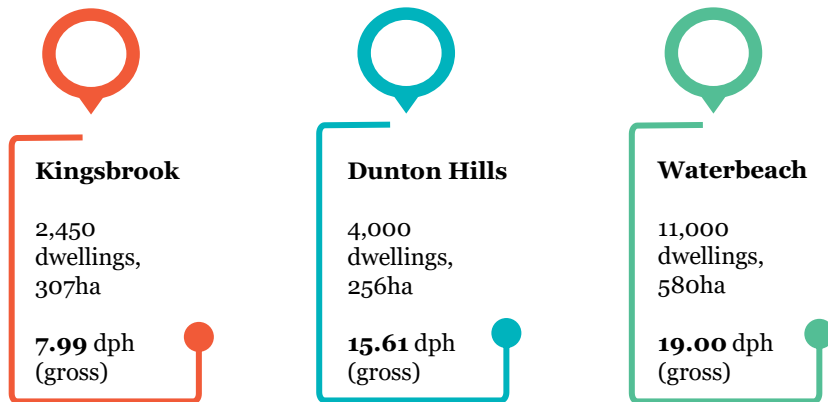 Kingsbrook
2,450
dwellings,
307ha
7.99 dph
(gross)
Dunton Hills
4,000
dwellings,
256ha
15.61 dph
(gross)
Waterbeach
11,000
dwellings,
580ha
19.00 dph
(gross)